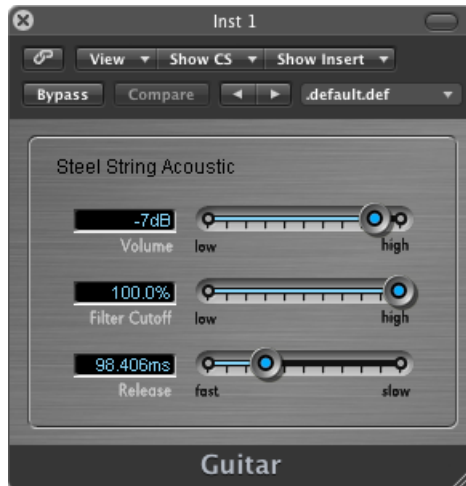 Inst 1
View Show CS Show Insert
Bypass Compare .default.def
Steel String Acoustic
-7dB
Volume low high
100.0%
Filter Cutoff low high
98.406ms
Release fast slow
Guitar